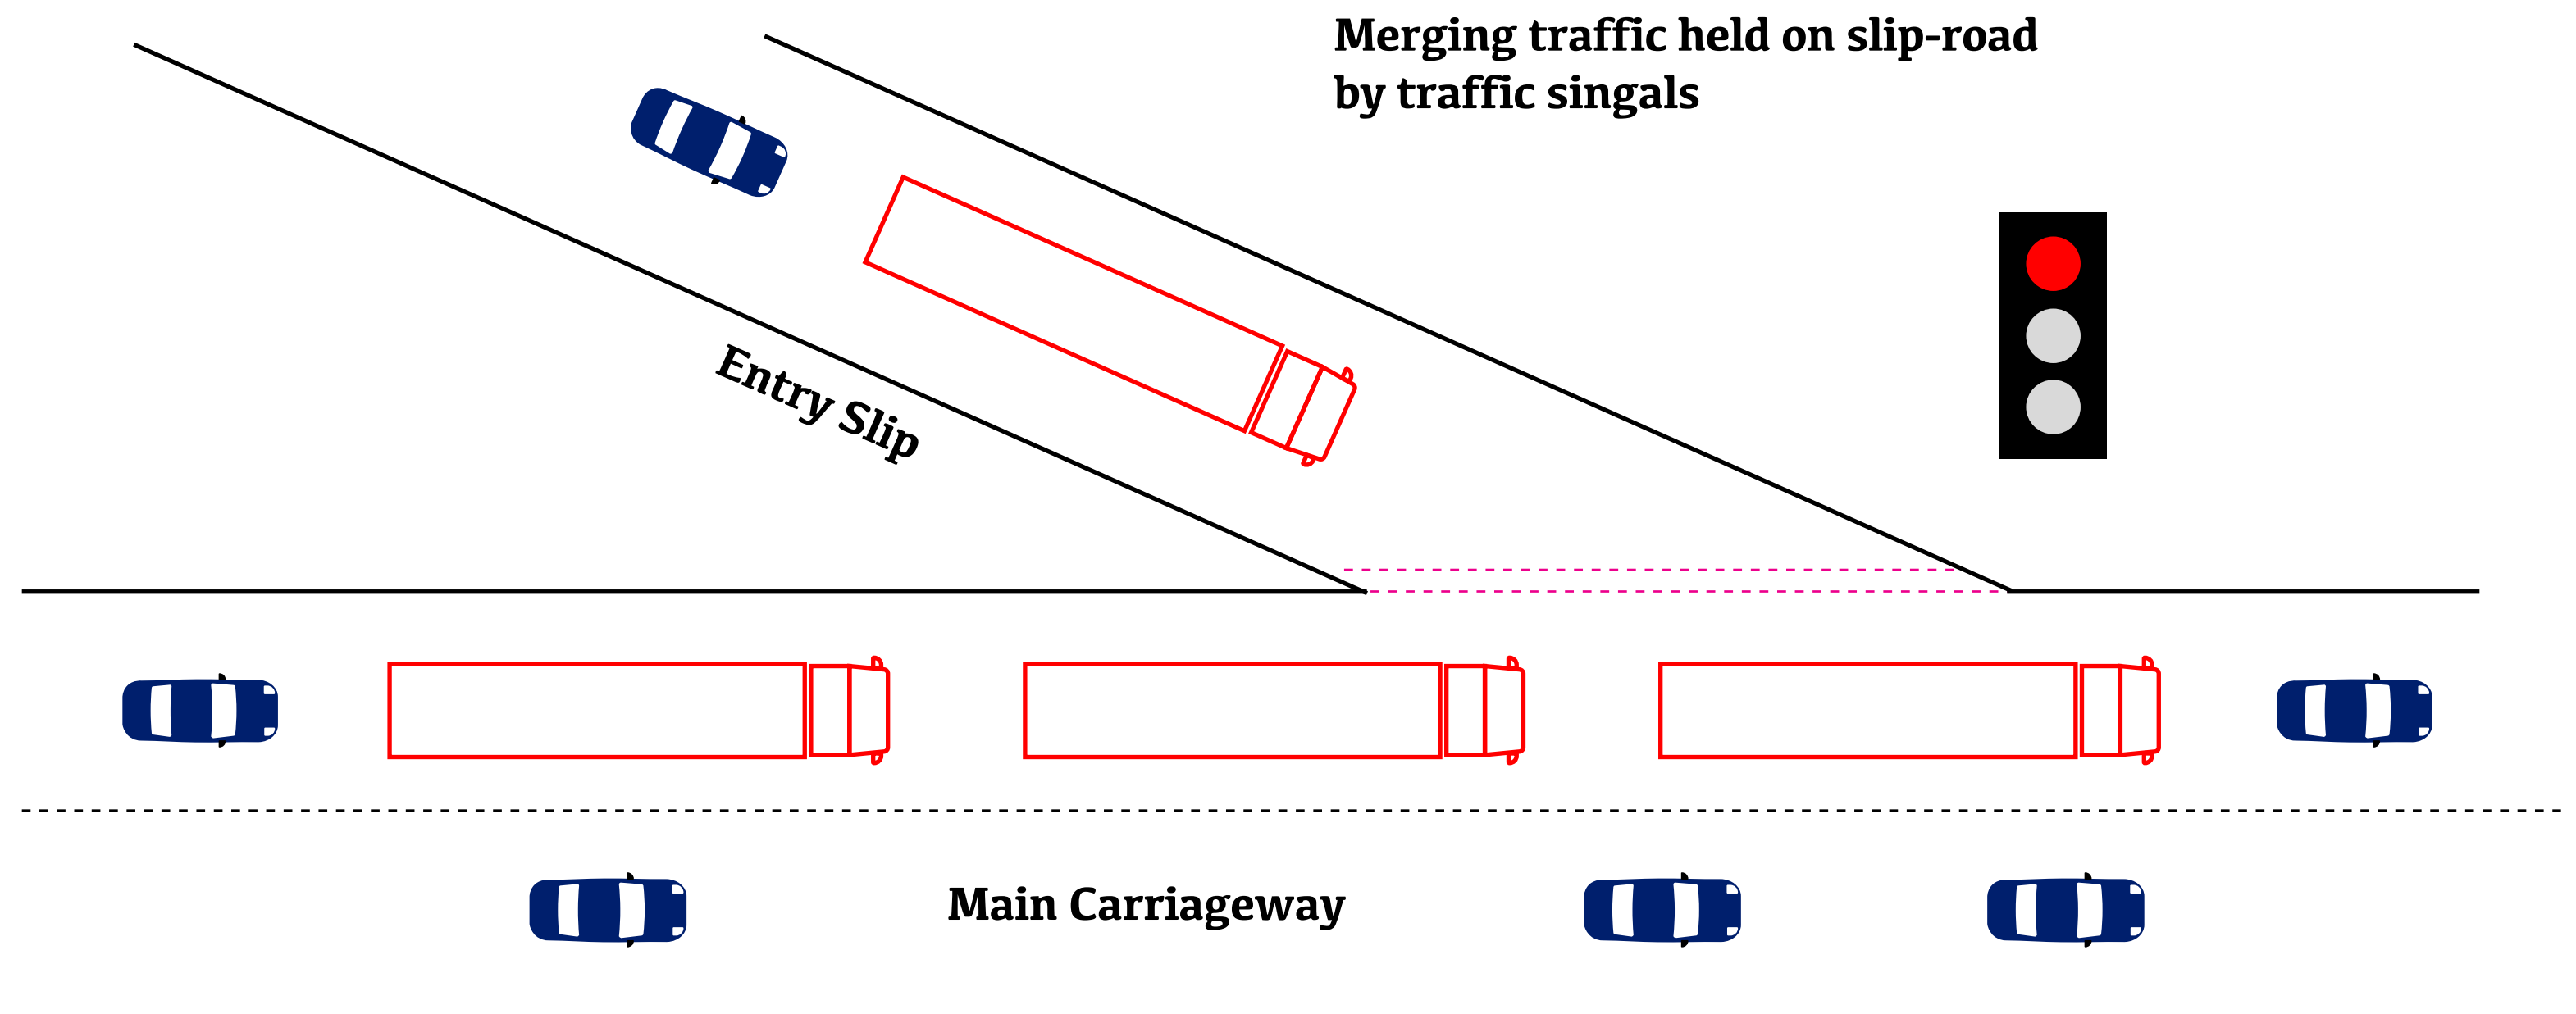 Merging traffic held on slip-road
by traffic singals
Entry Slip
Main Carriageway